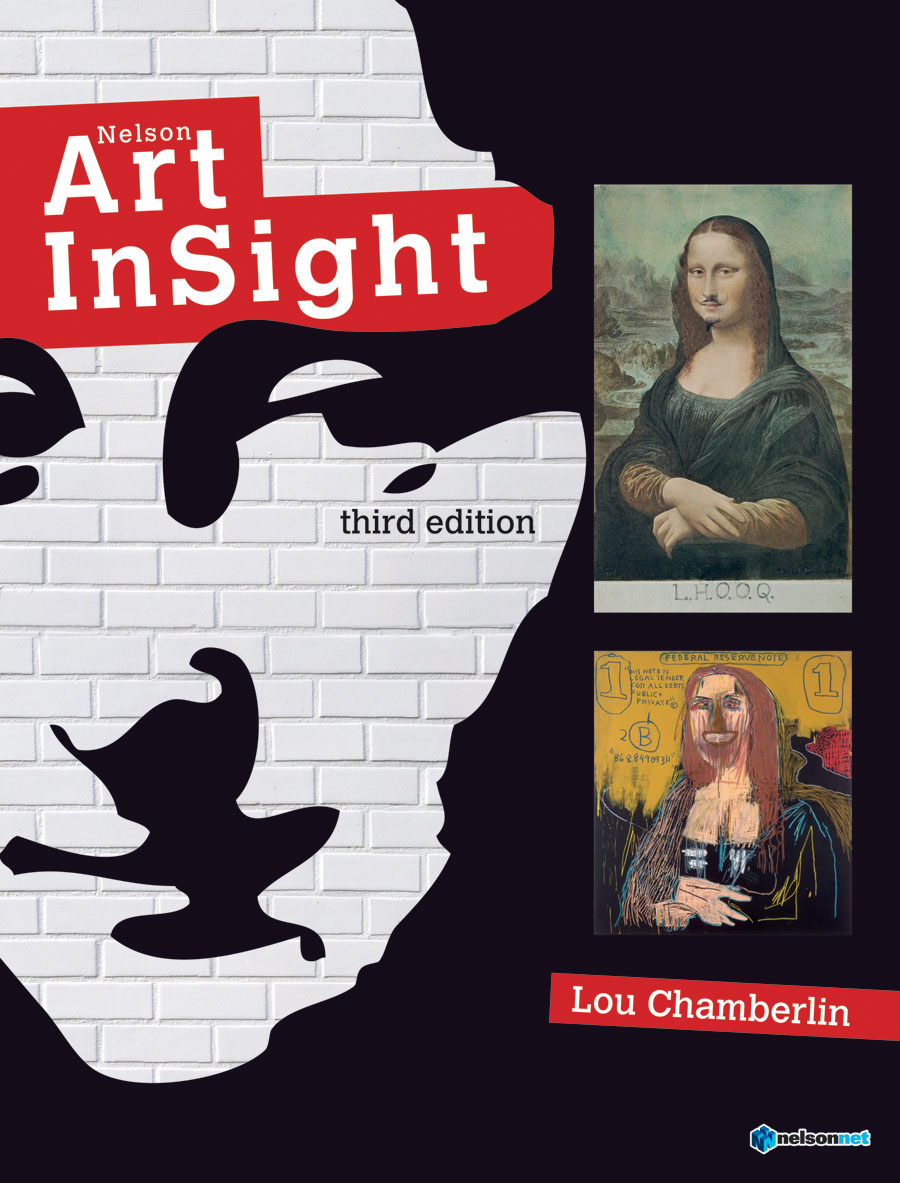 Nelson
Art
InSight
third edition
L.H.O.O.Q.
FEDERAL RESERVE NOTE
1
1
THIS NOTE IS
LEGAL TENDER
FOR ALL DEBTS
PUBLIC +
PRIVATE"©
2 B
Lou Chamberlin
nelsonnet